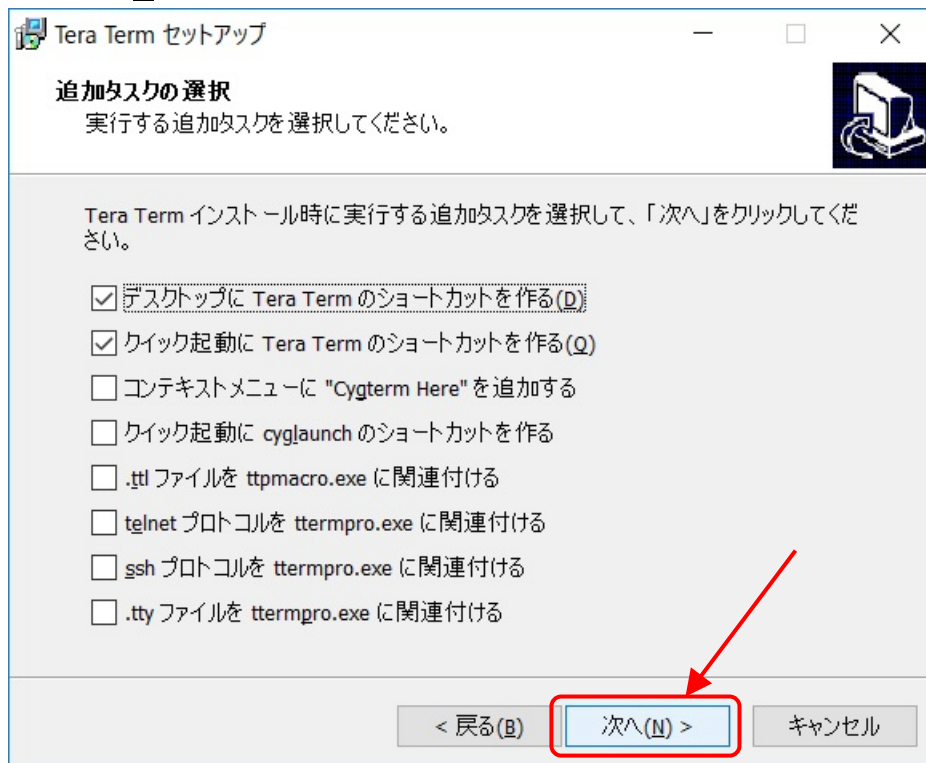 Tera Term セットアップ
追加タスクの選択
実行する追加タスクを選択してください。
Tera Term インストール時に実行する追加タスクを選択して、「次へ」をクリックしてくだ
さい。
デスクトップに Tera Term のショートカットを作る(D)
クイック起動に Tera Term のショートカットを作る(Q)
コンテキストメニューに "Cygterm Here" を追加する
クイック起動に cyglaunch のショートカットを作る
.ttl ファイルを ttpmacro.exe に関連付ける
telnet プロトコルを ttermpro.exe に関連付ける
ssh プロトコルを ttermpro.exe に関連付ける
.tty ファイルを ttermpro.exe に関連付ける
< 戻る(B) 次へ(N) > キャンセル